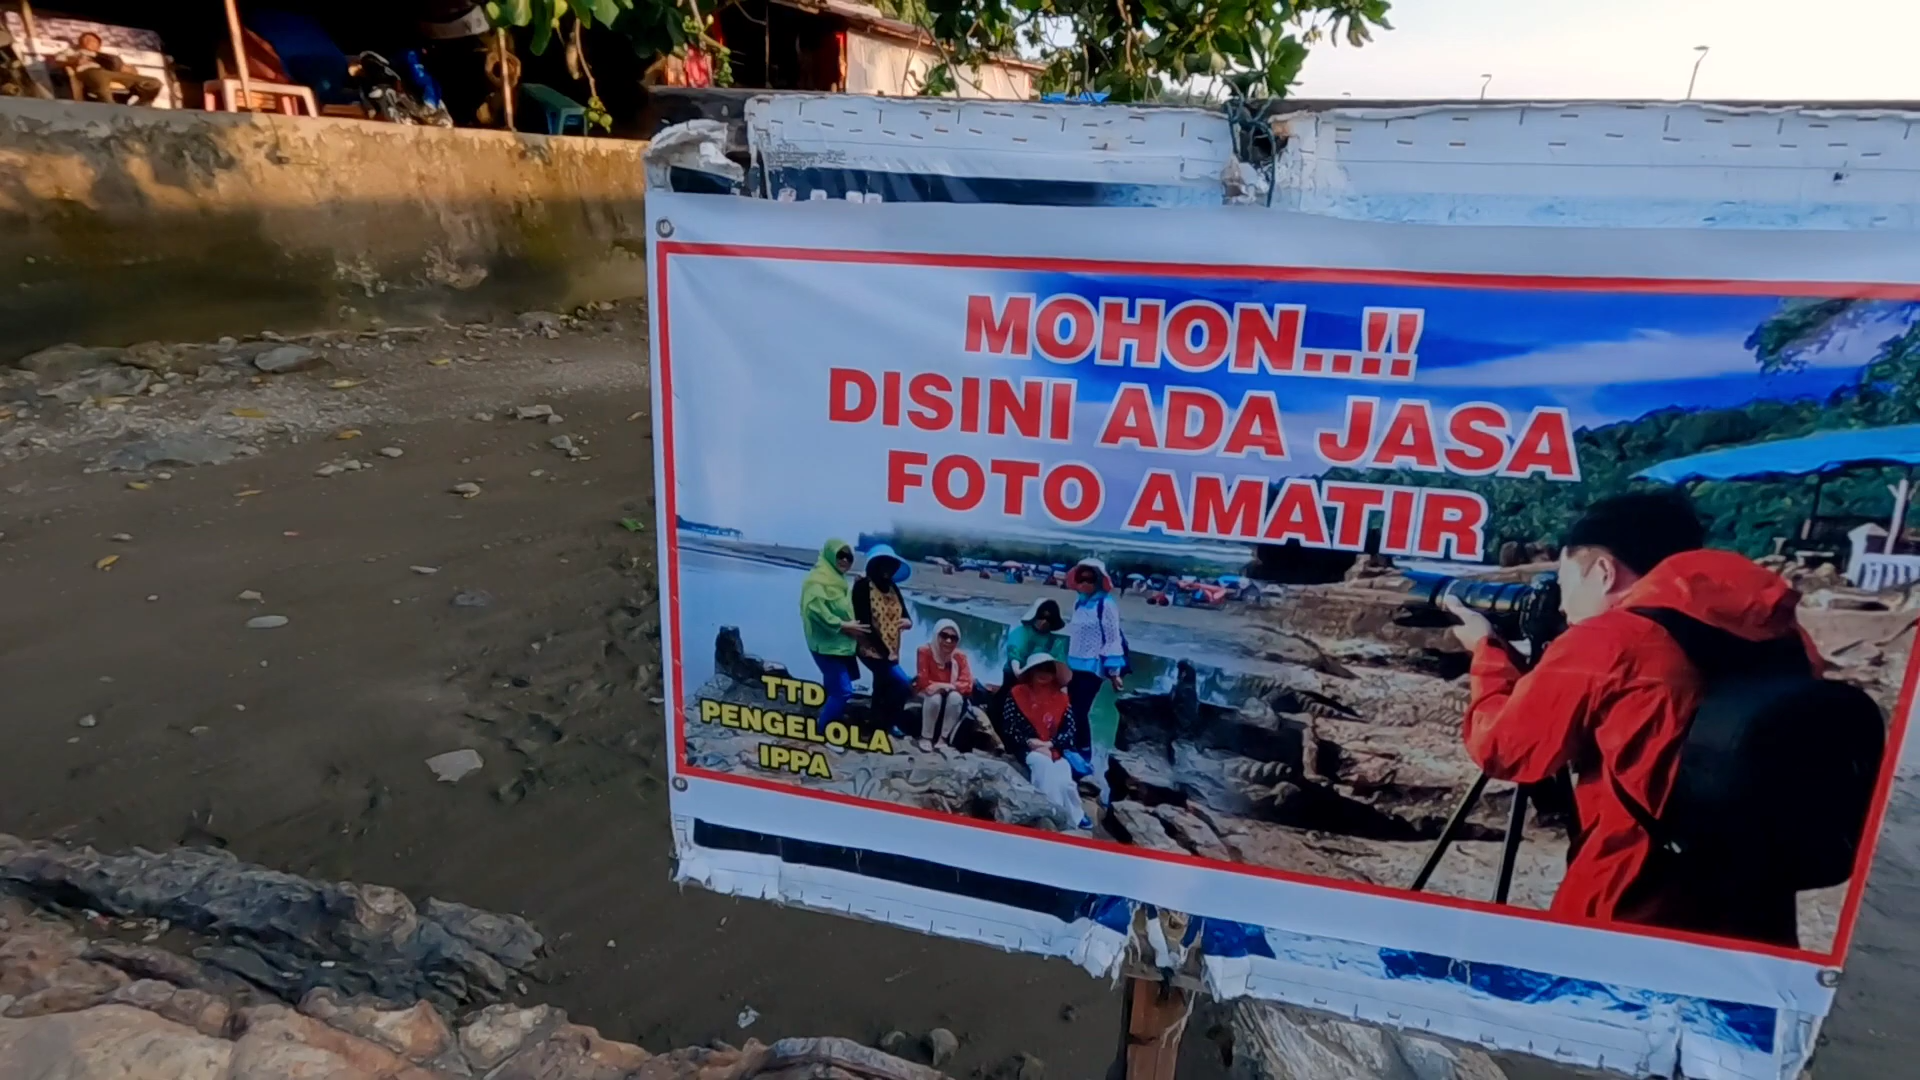 MOHON..!!
DISINI ADA JASA
FOTO AMATIR
TTD
PENGELOLA
IPPA